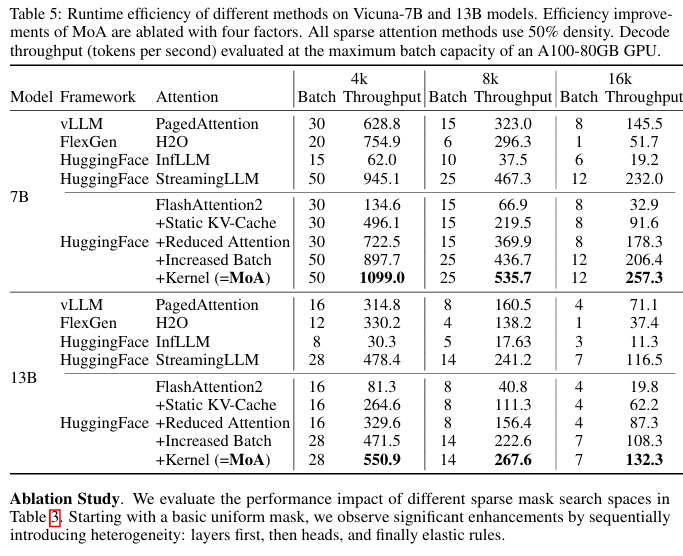 Table 5: Runtime efficiency of different methods on Vicuna-7B and 13B models. Efficiency improve-
ments of MoA are ablated with four factors. All sparse attention methods use 50% density. Decode
throughput (tokens per second) evaluated at the maximum batch capacity of an A100-80GB GPU.
4k 8k 16k
Model Framework Attention Batch Throughput Batch Throughput Batch Throughput
vLLM PagedAttention 30 628.8 15 323.0 8 145.5
FlexGen H2O 20 754.9 6 296.3 1 51.7
HuggingFace InfLLM 15 62.0 10 37.5 6 19.2
HuggingFace StreamingLLM 50 945.1 25 467.3 12 232.0
7B
FlashAttention2 30 134.6 15 66.9 8 32.9
+Static KV-Cache 30 496.1 15 219.5 8 91.6
HuggingFace +Reduced Attention 30 722.5 15 369.9 8 178.3
+Increased Batch 50 897.7 25 436.7 12 206.4
+Kernel (=MoA) 50 1099.0 25 535.7 12 257.3
vLLM PagedAttention 16 314.8 8 160.5 4 71.1
FlexGen H2O 12 330.2 4 138.2 1 37.4
HuggingFace InfLLM 8 30.3 5 17.63 3 11.3
HuggingFace StreamingLLM 28 478.4 14 241.2 7 116.5
13B
FlashAttention2 16 81.3 8 40.8 4 19.8
+Static KV-Cache 16 264.6 8 111.3 4 62.2
HuggingFace +Reduced Attention 16 329.6 8 156.4 4 87.3
+Increased Batch 28 471.5 14 222.6 7 108.3
+Kernel (=MoA) 28 550.9 14 267.6 7 132.3
Ablation Study. We evaluate the performance impact of different sparse mask search spaces in
Table 3. Starting with a basic uniform mask, we observe significant enhancements by sequentially
introducing heterogeneity: layers first, then heads, and finally elastic rules.